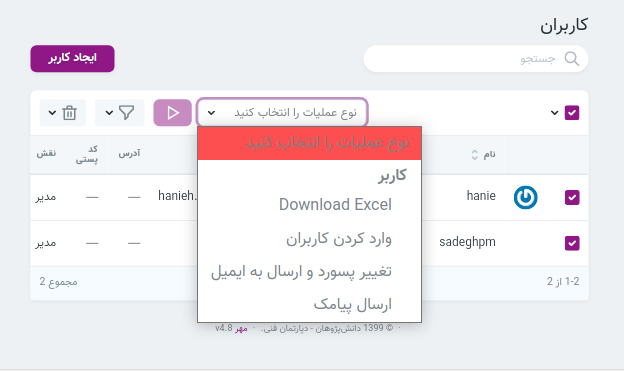 کاربران
جستجو
ایجاد کاربر
نوع عملیات را انتخاب کنید
نوع عملیات را انتخاب کنید
کاربر
Download Excel
وارد کردن کاربران
تغییر پسورد و ارسال به ایمیل
ارسال پیامک
نام
آدرس
کد پستی
نقش
hanie
hanieh.
—
—
مدیر
sadeghpm
—
—
مدیر
1-2 از 2
مجموع 2
· © 1399 دانش‌پژوهان - دپارتمان فنی. · مهر v4.8